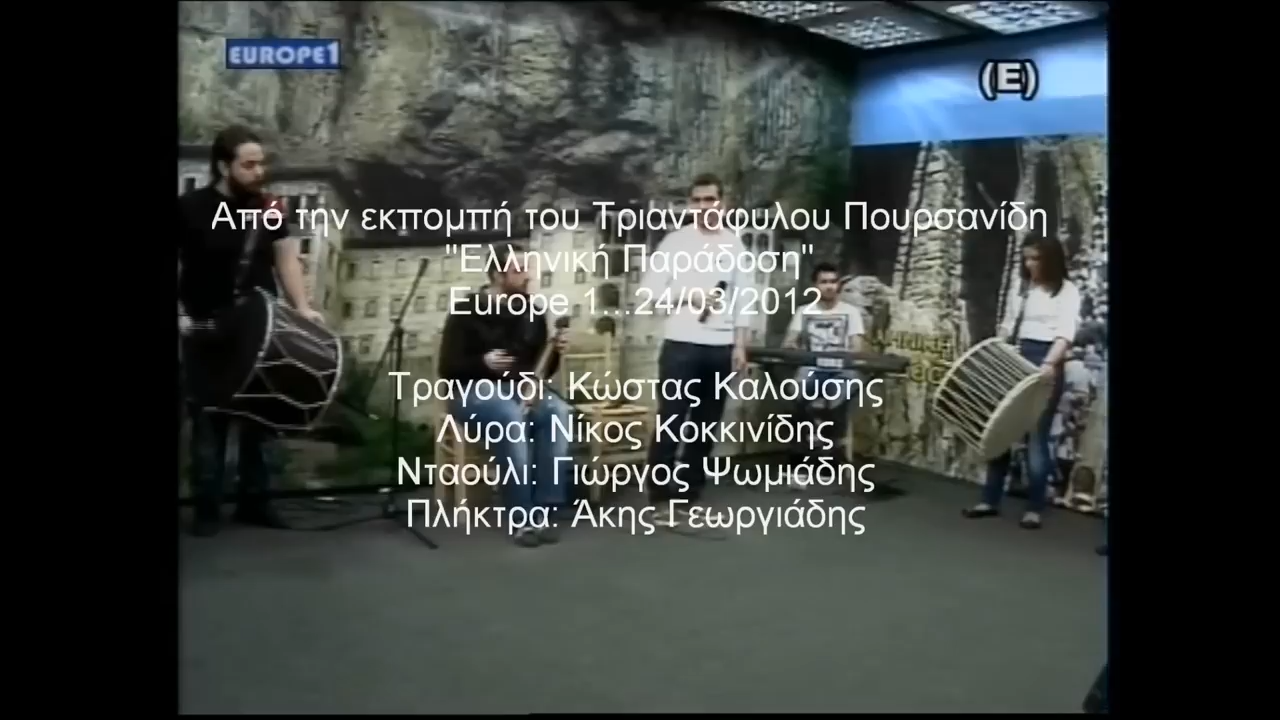 EUROPE1
(E)
Από την εκπομπή του Τριαντάφυλου Πουρσανίδη
"Ελληνική Παράδοση"
Europe 1...24/03/2012
Τραγούδι: Κώστας Καλούσης
Λύρα: Νίκος Κοκκινίδης
Νταούλι: Γιώργος Ψωμιάδης
Πλήκτρα: Άκης Γεωργιάδης